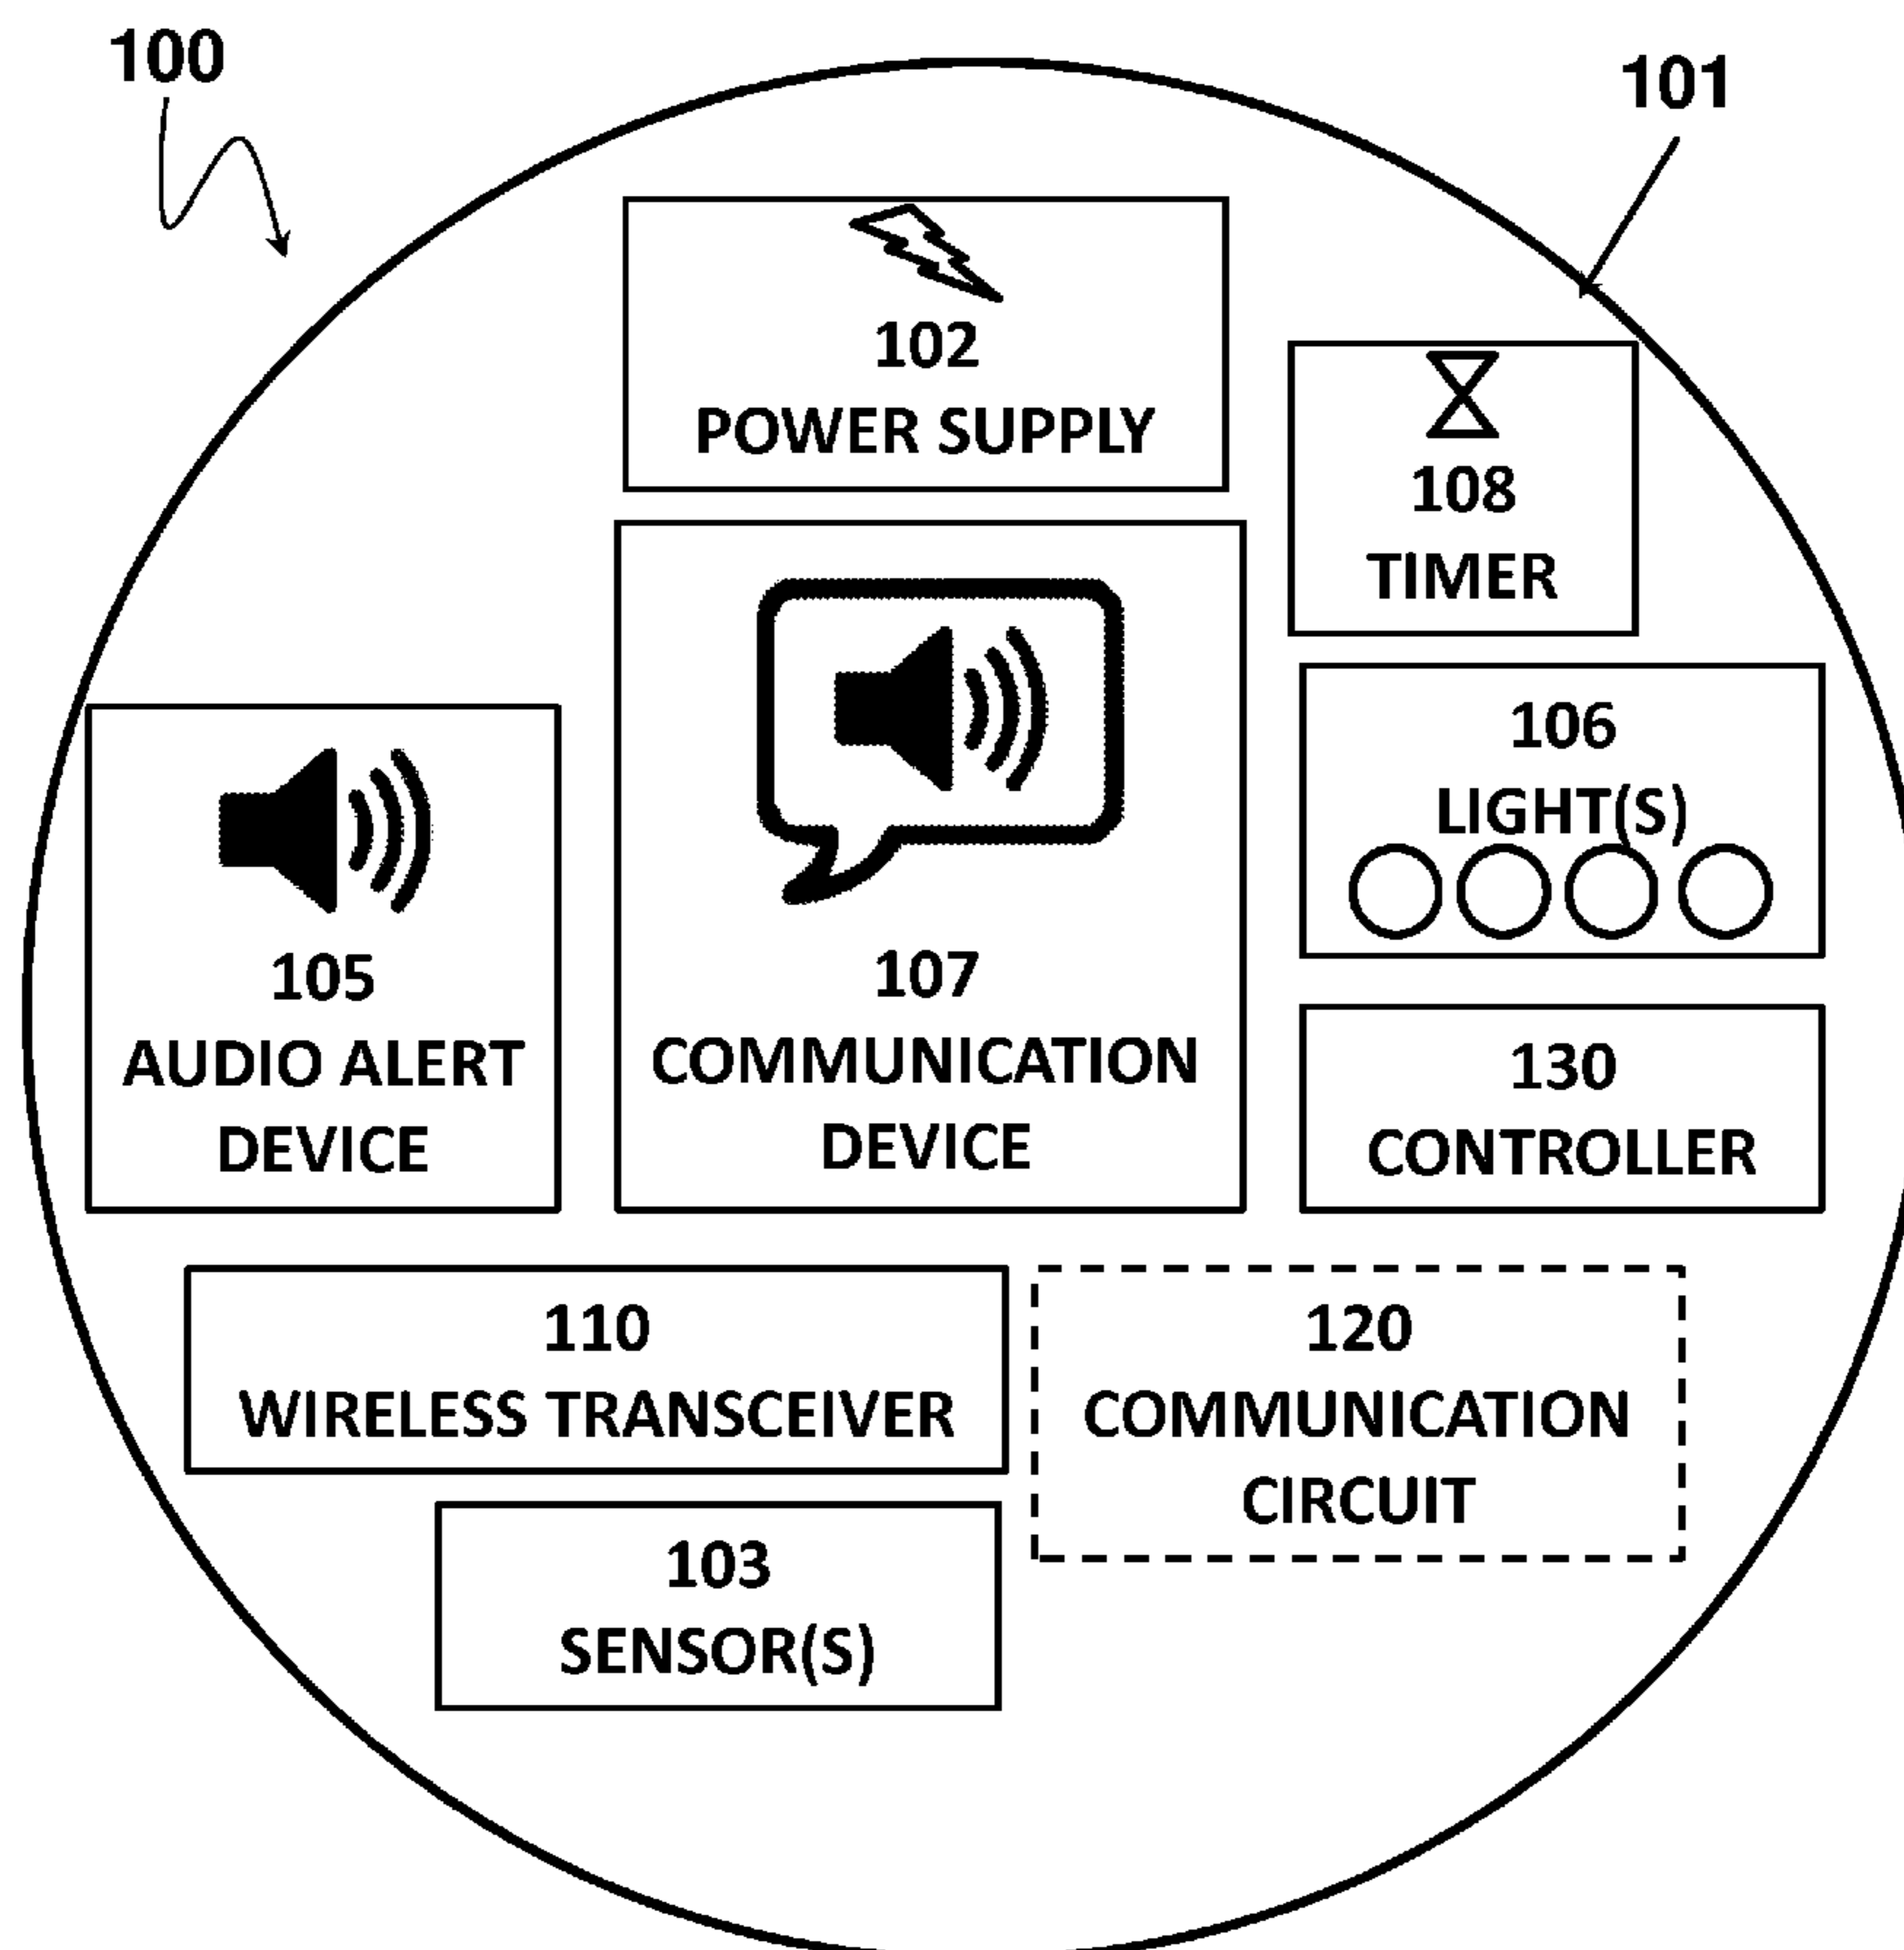 100
101
102
POWER SUPPLY
108
TIMER
106
LIGHT(S)
105
AUDIO ALERT
DEVICE
107
COMMUNICATION
DEVICE
130
CONTROLLER
110
WIRELESS TRANSCEIVER
120
COMMUNICATION
CIRCUIT
103
SENSOR(S)